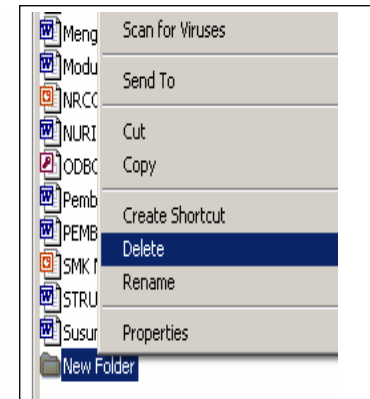 Meng
Scan for Viruses
Modu
Send To
NRCC
NURI
Cut
ODBC
Copy
Pemb
Create Shortcut
PEMB
Delete
SMK
Rename
STRU
Susur
Properties
New Folder